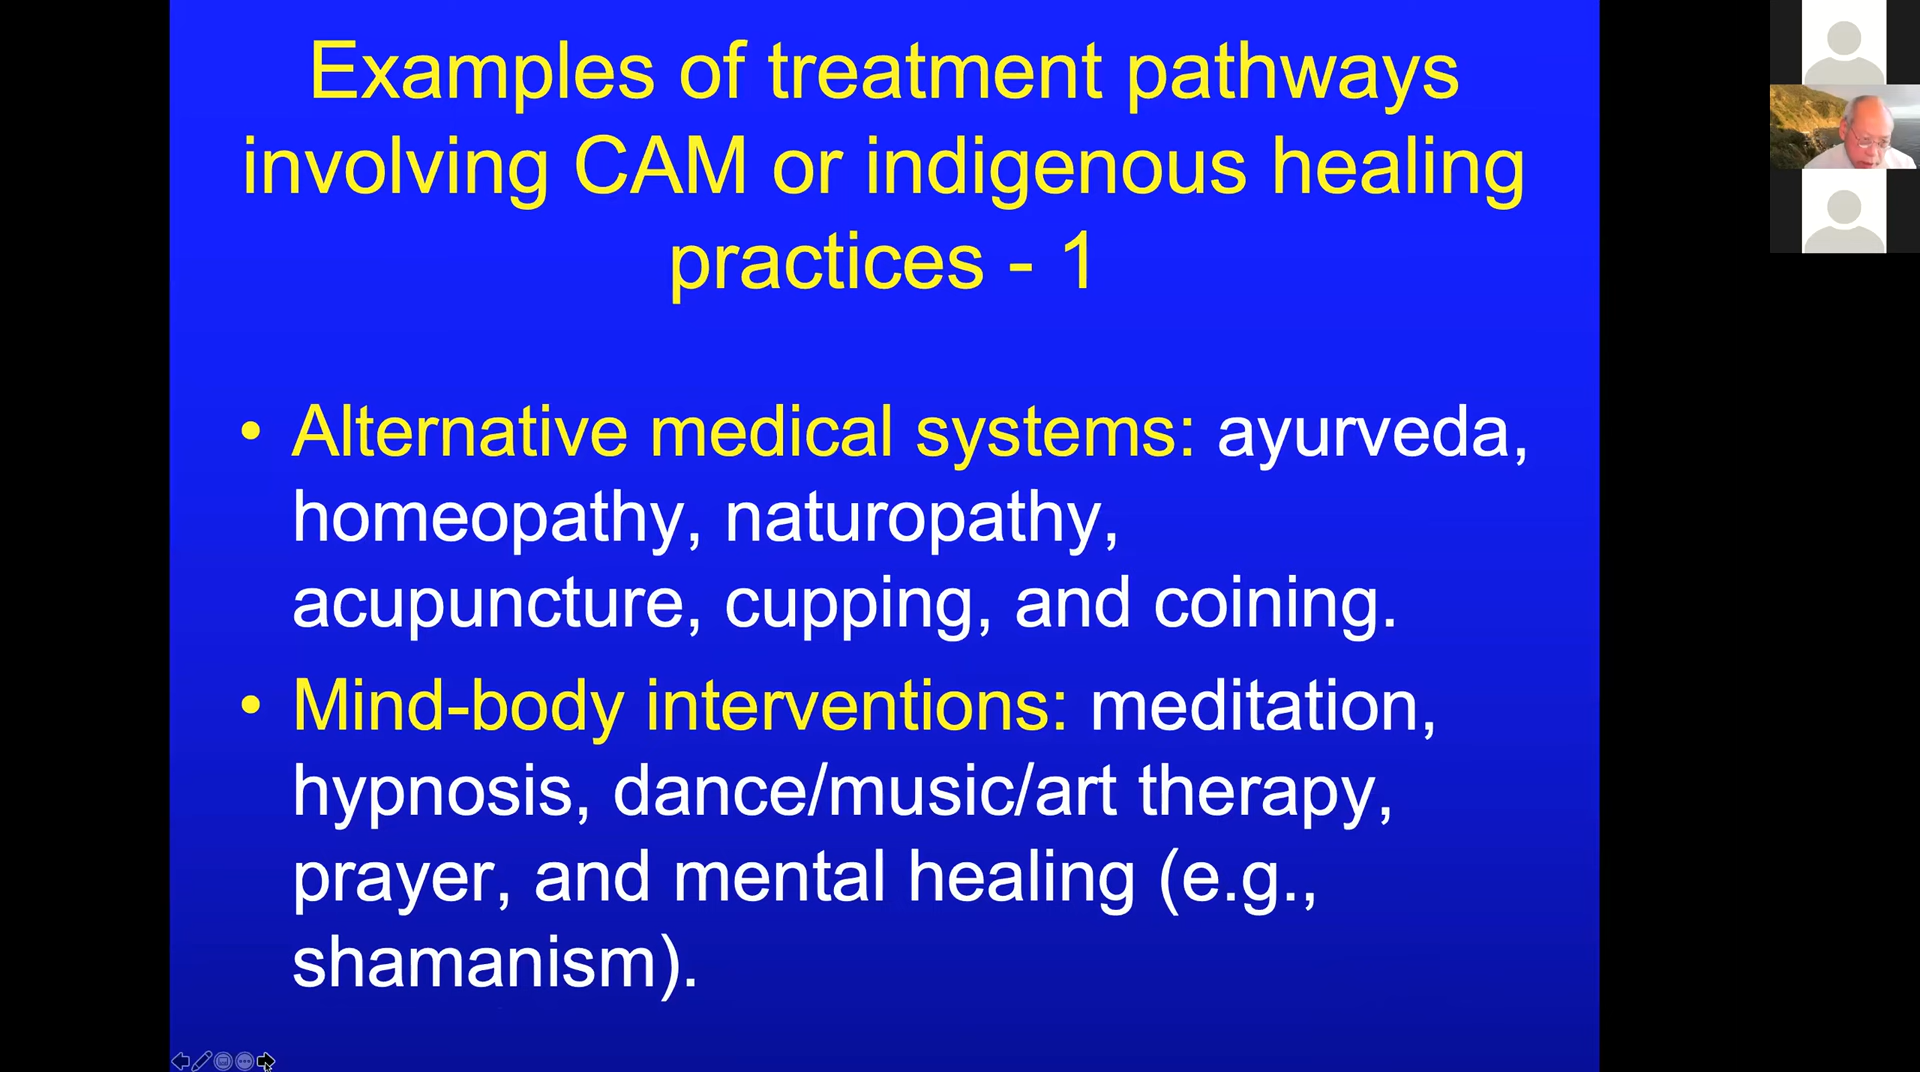 Examples of treatment pathways
involving CAM or indigenous healing
practices - 1
• Alternative medical systems: ayurveda,
homeopathy, naturopathy,
acupuncture, cupping, and coining.
• Mind-body interventions: meditation,
hypnosis, dance/music/art therapy,
prayer, and mental healing (e.g.,
shamanism).